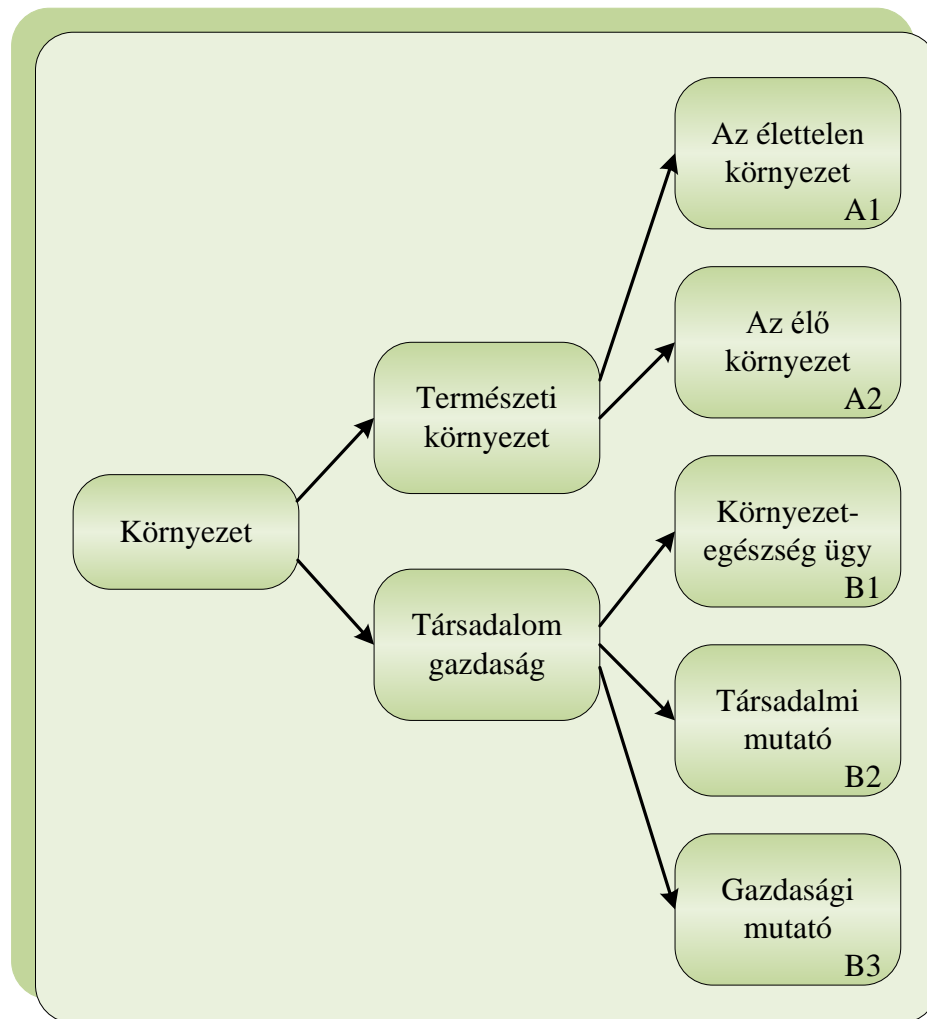 Környezet
Természeti
környezet
Társadalom
gazdaság
Az élettelen
környezet
A1
Az élő
környezet
A2
Környezet-
egészség ügy
B1
Társadalmi
mutató
B2
Gazdasági
mutató
B3